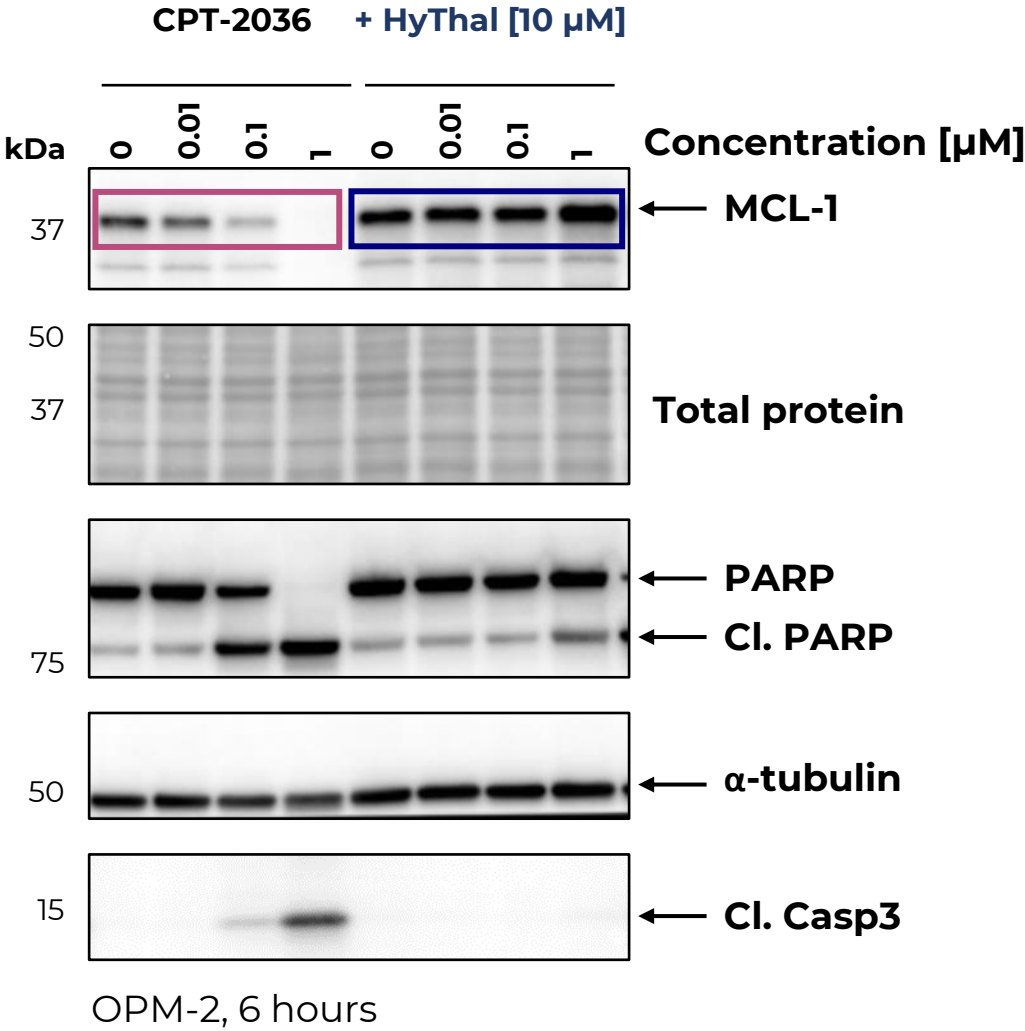 CPT-2036 + HyThal [10 µM]
kDa 0 0.01 0.1 1 0 0.01 0.1 1 Concentration [µM]
MCL-1
37
50
37
Total protein
PARP
Cl. PARP
75
50
α-tubulin
15
Cl. Casp3
OPM-2, 6 hours